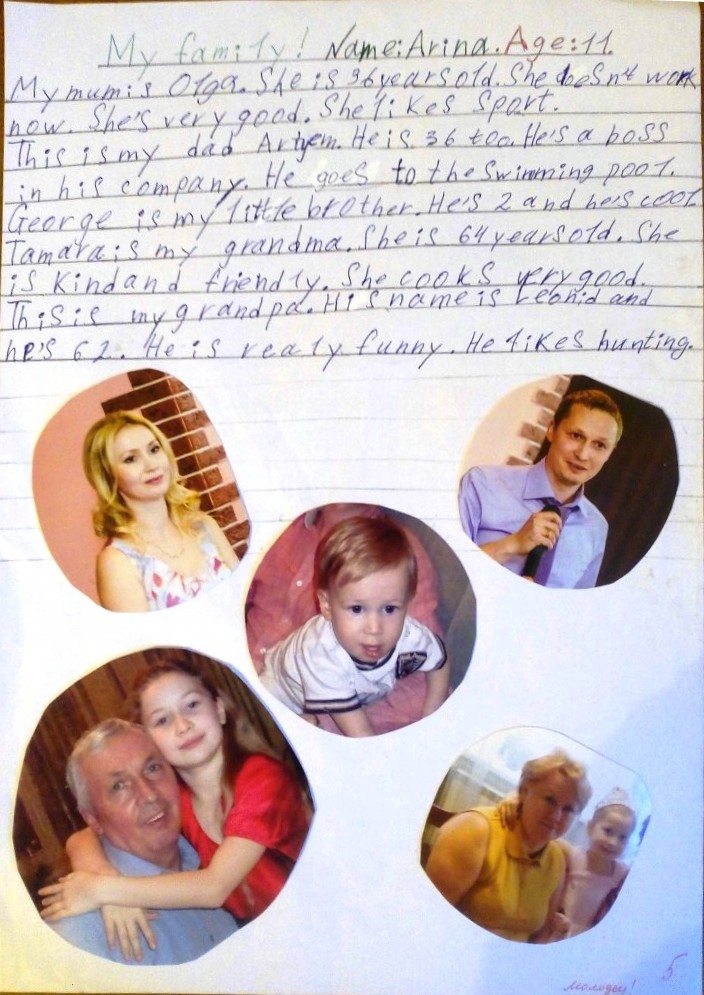 My family! Name: Arina. Age: 11.
My mum is Olga. She is 36 years old. She doesn't work
now. She's very good. She likes Sport.
This is my dad Artyem. He is 36 too. He's a boss
in his company. He goes to the swimming pool.
George is my little brother. He's 2 and he's cool.
Tamara is my grandma. She is 64 years old. She
is kind and friendly. She cooks very good.
This is my grandpa. His name is Leonid and
he's 62. He is realy funny. He likes hunting.
5
молодец!